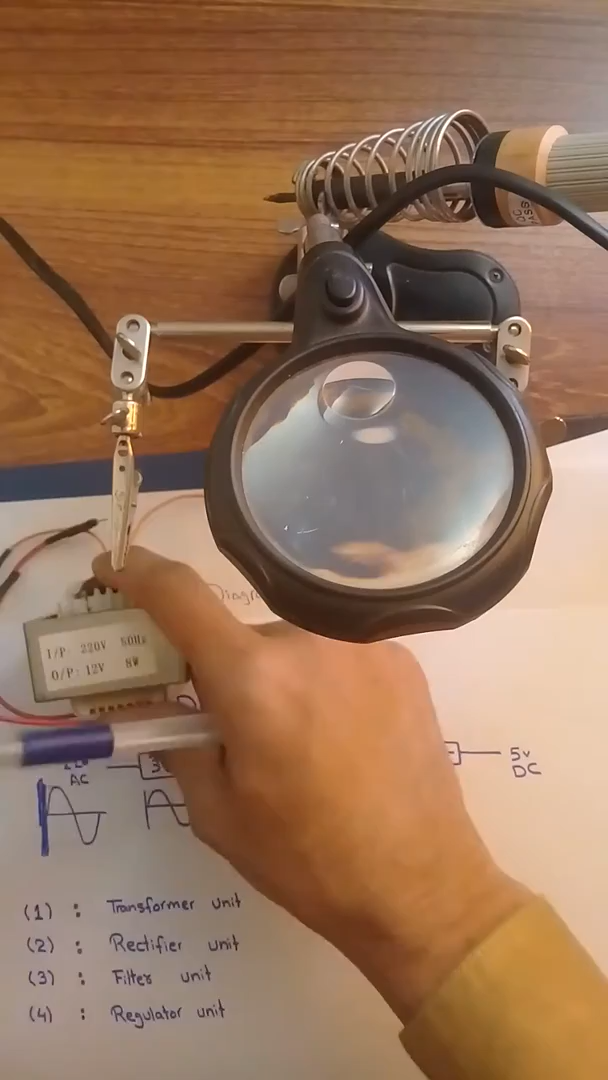 I/P 220V 50Hz
O/P: 12V 8W
5v
AC
DC
(1) : Transformer unit
(2) : Rectifier unit
(3) : Filter unit
(4) : Regulator unit